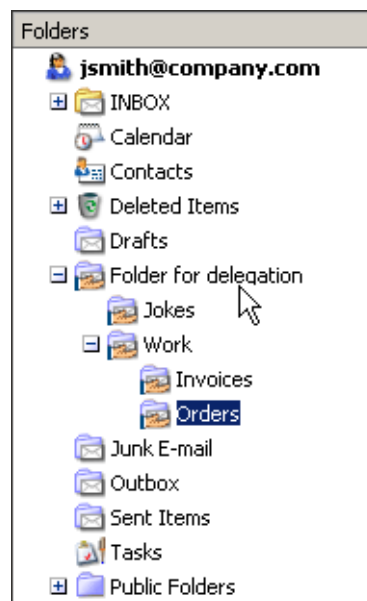 Folders
jsmith@company.com
INBOX
Calendar
Contacts
Deleted Items
Drafts
Folder for delegation
Jokes
Work
Invoices
Orders
Junk E-mail
Outbox
Sent Items
Tasks
Public Folders